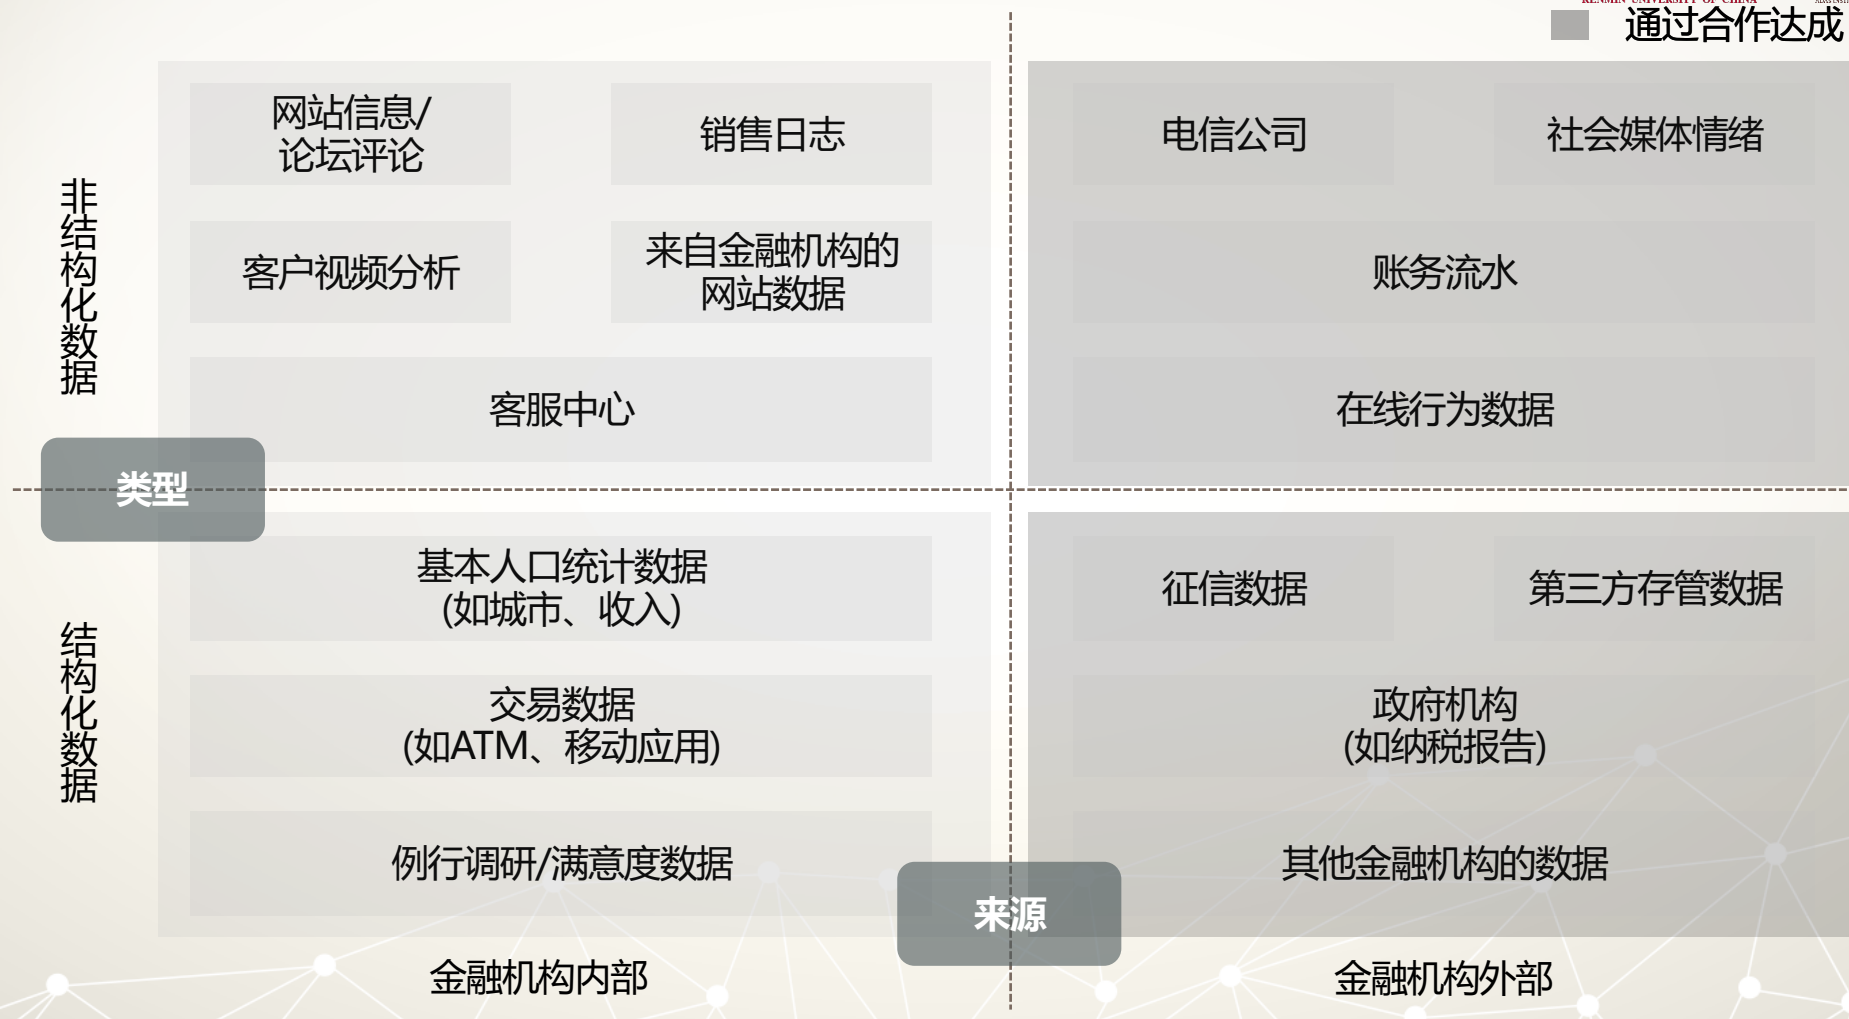 RENMIN UNIVERSITY OF CHINA
通过合作达成
网站信息/
论坛评论
销售日志
电信公司
社会媒体情绪
非结构化数据
客户视频分析
来自金融机构的
网站数据
账务流水
客服中心
在线行为数据
类型
基本人口统计数据
(如城市、收入)
征信数据
第三方存管数据
结构化数据
交易数据
(如ATM、移动应用)
政府机构
(如纳税报告)
例行调研/满意度数据
其他金融机构的数据
来源
金融机构内部
金融机构外部